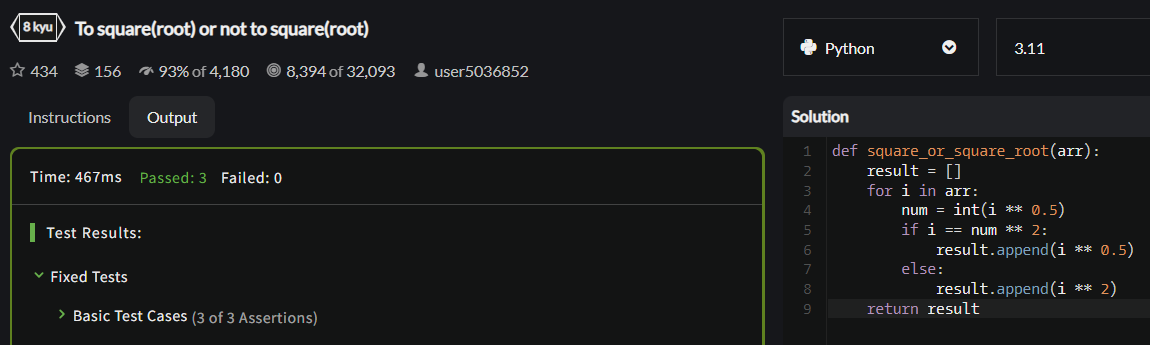 8 kyu To square(root) or not to square(root)
434 156 93% of 4,180 8,394 of 32,093 user5036852
Instructions Output
Time: 467ms Passed: 3 Failed: 0
Test Results:
Fixed Tests
Basic Test Cases (3 of 3 Assertions)
Python 3.11
Solution
1 def square_or_square_root(arr):
2     result = []
3     for i in arr:
4         num = int(i ** 0.5)
5         if i == num ** 2:
6             result.append(i ** 0.5)
7         else:
8             result.append(i ** 2)
9     return result